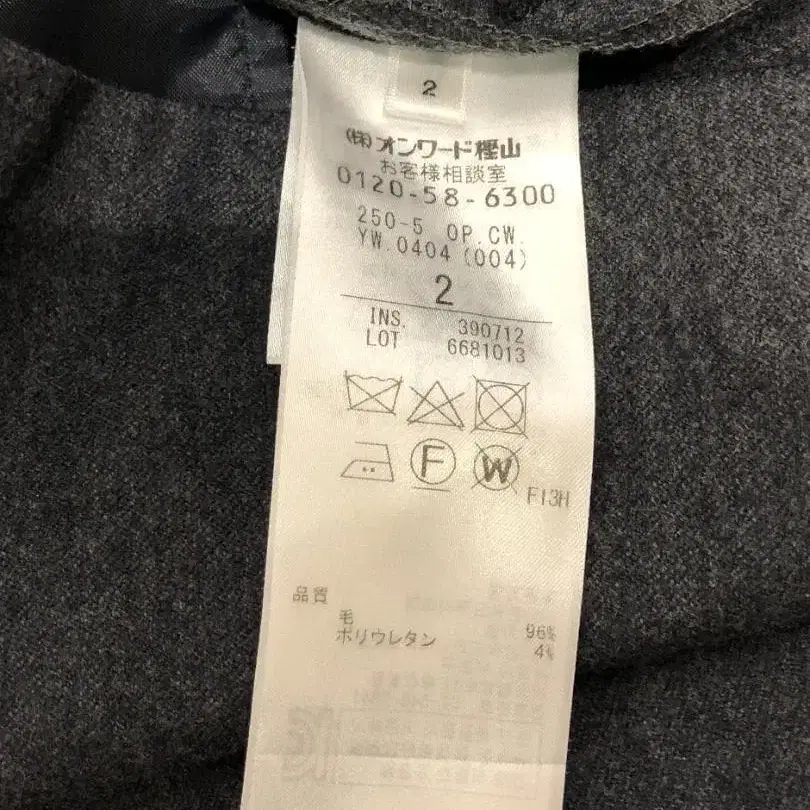 2
(株)オンワード樫山
お客様相談室
0120-58-6300
250-5 OP.CW.
YW.0404(004)
2
INS. 390712
LOT 6681013
F
W
F13H
品質
毛 96%
ポリウレタン 4%